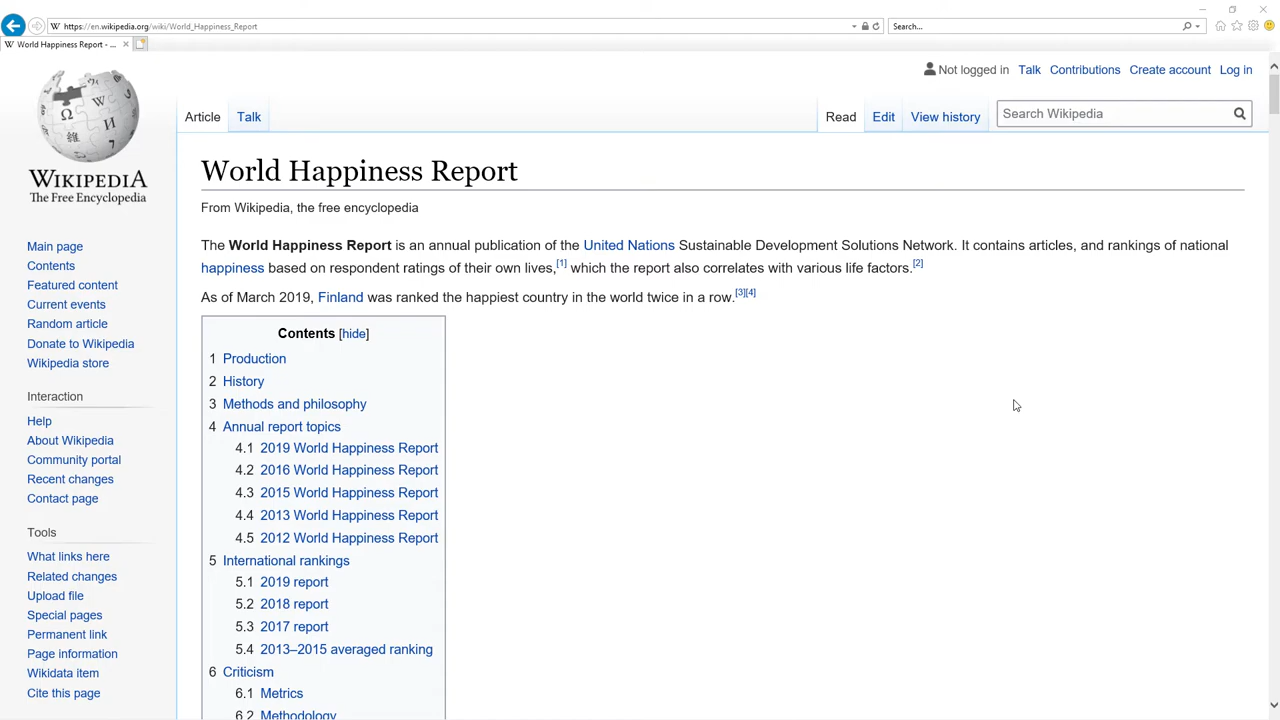 https://en.wikipedia.org/wiki/World_Happiness_Report
Search...
World Happiness Report - ...
Not logged in Talk Contributions Create account Log in
Article Talk Read Edit View history Search Wikipedia
WIKIPEDIA
The Free Encyclopedia
Main page
Contents
Featured content
Current events
Random article
Donate to Wikipedia
Wikipedia store
Interaction
Help
About Wikipedia
Community portal
Recent changes
Contact page
Tools
What links here
Related changes
Upload file
Special pages
Permanent link
Page information
Wikidata item
Cite this page
World Happiness Report
From Wikipedia, the free encyclopedia
The World Happiness Report is an annual publication of the United Nations Sustainable Development Solutions Network. It contains articles, and rankings of national
happiness based on respondent ratings of their own lives,[1] which the report also correlates with various life factors.[2]
As of March 2019, Finland was ranked the happiest country in the world twice in a row.[3][4]
Contents [hide]
1 Production
2 History
3 Methods and philosophy
4 Annual report topics
4.1 2019 World Happiness Report
4.2 2016 World Happiness Report
4.3 2015 World Happiness Report
4.4 2013 World Happiness Report
4.5 2012 World Happiness Report
5 International rankings
5.1 2019 report
5.2 2018 report
5.3 2017 report
5.4 2013–2015 averaged ranking
6 Criticism
6.1 Metrics
6.2 Methodology